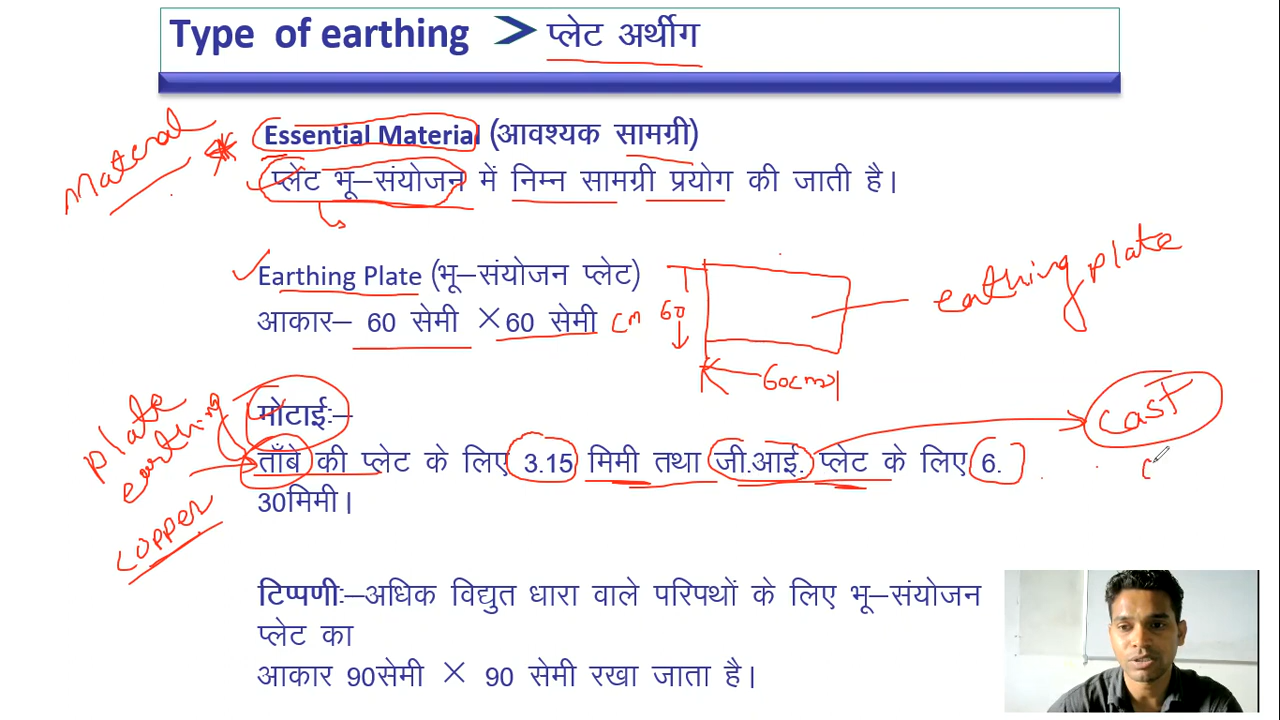 Type of earthing > प्लेट अर्थीग
Material * Essential Material (आवश्यक सामग्री)
प्लेट भू–संयोजन में निम्न सामग्री प्रयोग की जाती है।
Earthing Plate (भू–संयोजन प्लेट)
आकार– 60 सेमी ×60 सेमी cm
60
60cm
earthing plate
plate earthing
copper
मोटाईः–
ताँबे की प्लेट के लिए 3.15 मिमी तथा जी.आई. प्लेट के लिए 6.
30मिमी।
cast
टिप्पणीः–अधिक विद्युत धारा वाले परिपथों के लिए भू–संयोजन
प्लेट का
आकार 90सेमी × 90 सेमी रखा जाता है।